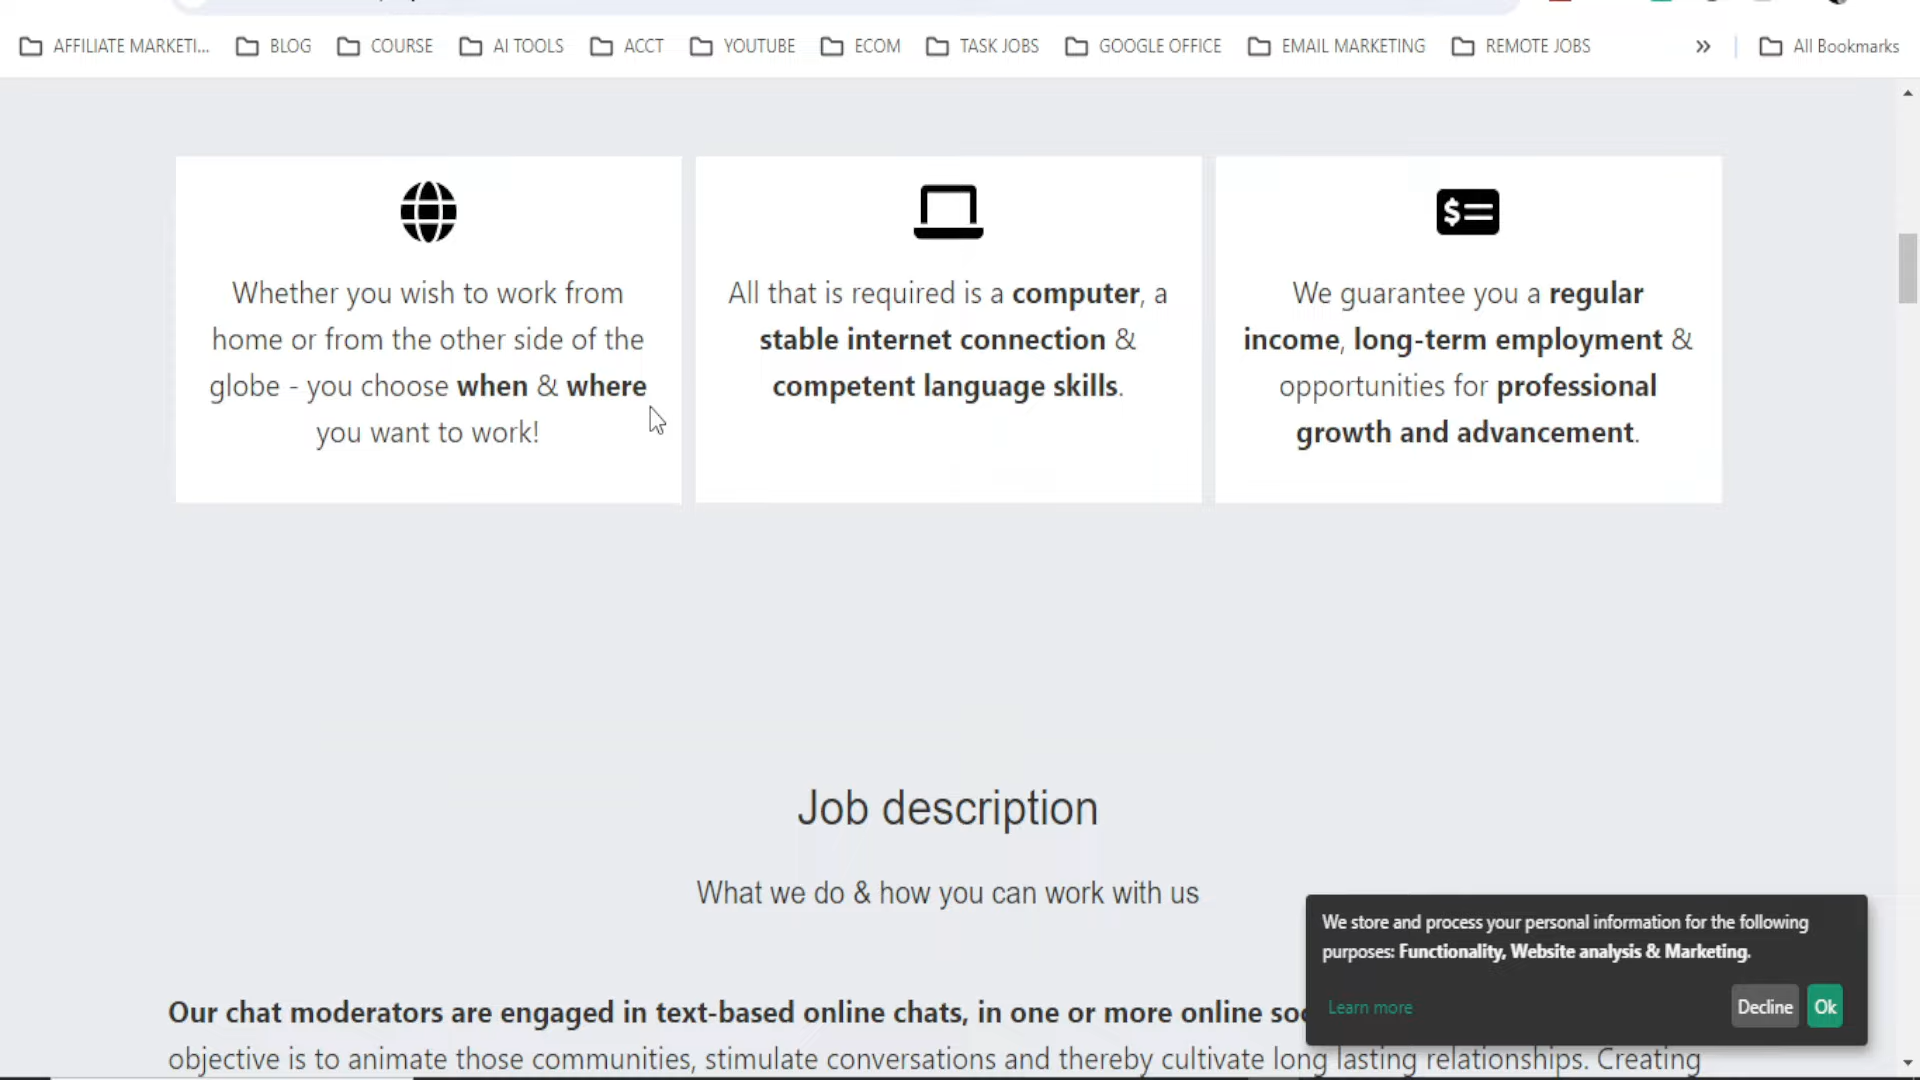 AFFILIATE MARKETI... BLOG COURSE AI TOOLS ACCT YOUTUBE ECOM TASK JOBS GOOGLE OFFICE EMAIL MARKETING REMOTE JOBS » All Bookmarks
Whether you wish to work from
home or from the other side of the
globe - you choose when & where
you want to work!
All that is required is a computer, a
stable internet connection &
competent language skills.
We guarantee you a regular
income, long-term employment &
opportunities for professional
growth and advancement.
Job description
What we do & how you can work with us
Our chat moderators are engaged in text-based online chats, in one or more online
objective is to animate those communities, stimulate conversations and thereby cultivate long lasting relationships. Creating
We store and process your personal information for the following
purposes: Functionality, Website analysis & Marketing.
Learn more
Decline
Ok